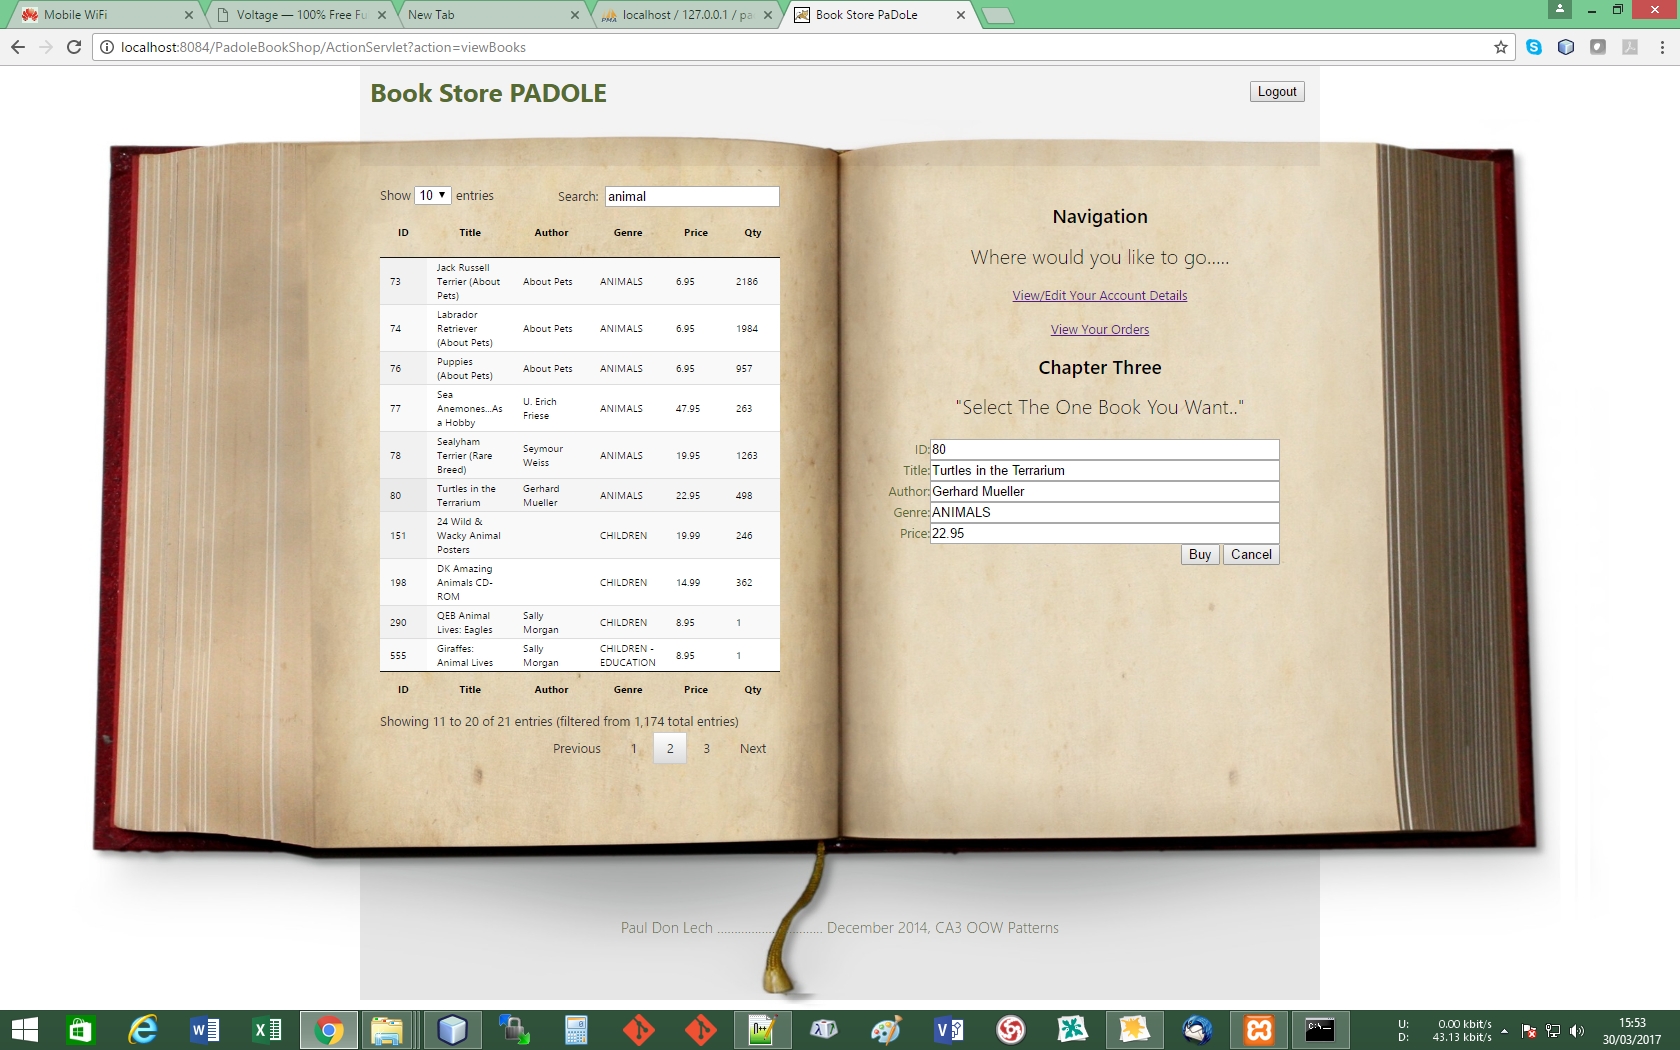 Mobile WiFi
Voltage — 100% Free Fu
New Tab
localhost / 127.0.0.1 / pa
Book Store PaDoLe
localhost:8084/PadoleBookShop/ActionServlet?action=viewBooks
Book Store PADOLE
Logout
Show 10 entries
Search: animal
ID Title Author Genre Price Qty
73 Jack Russell Terrier (About Pets) About Pets ANIMALS 6.95 2186
74 Labrador Retriever (About Pets) About Pets ANIMALS 6.95 1984
76 Puppies (About Pets) About Pets ANIMALS 6.95 957
77 Sea Anemones...As a Hobby U. Erich Friese ANIMALS 47.95 263
78 Sealyham Terrier (Rare Breed) Seymour Weiss ANIMALS 19.95 1263
80 Turtles in the Terrarium Gerhard Mueller ANIMALS 22.95 498
151 24 Wild & Wacky Animal Posters CHILDREN 19.99 246
198 DK Amazing Animals CD-ROM CHILDREN 14.99 362
290 QEB Animal Lives: Eagles Sally Morgan CHILDREN 8.95 1
555 Giraffes: Animal Lives Sally Morgan CHILDREN - EDUCATION 8.95 1
ID Title Author Genre Price Qty
Showing 11 to 20 of 21 entries (filtered from 1,174 total entries)
Previous 1 2 3 Next
Navigation
Where would you like to go.....
View/Edit Your Account Details
View Your Orders
Chapter Three
"Select The One Book You Want.."
ID: 80
Title: Turtles in the Terrarium
Author: Gerhard Mueller
Genre: ANIMALS
Price: 22.95
Buy Cancel
Paul Don Lech ............................... December 2014, CA3 OOW Patterns
U: 0.00 kbit/s
D: 43.13 kbit/s
15:53
30/03/2017